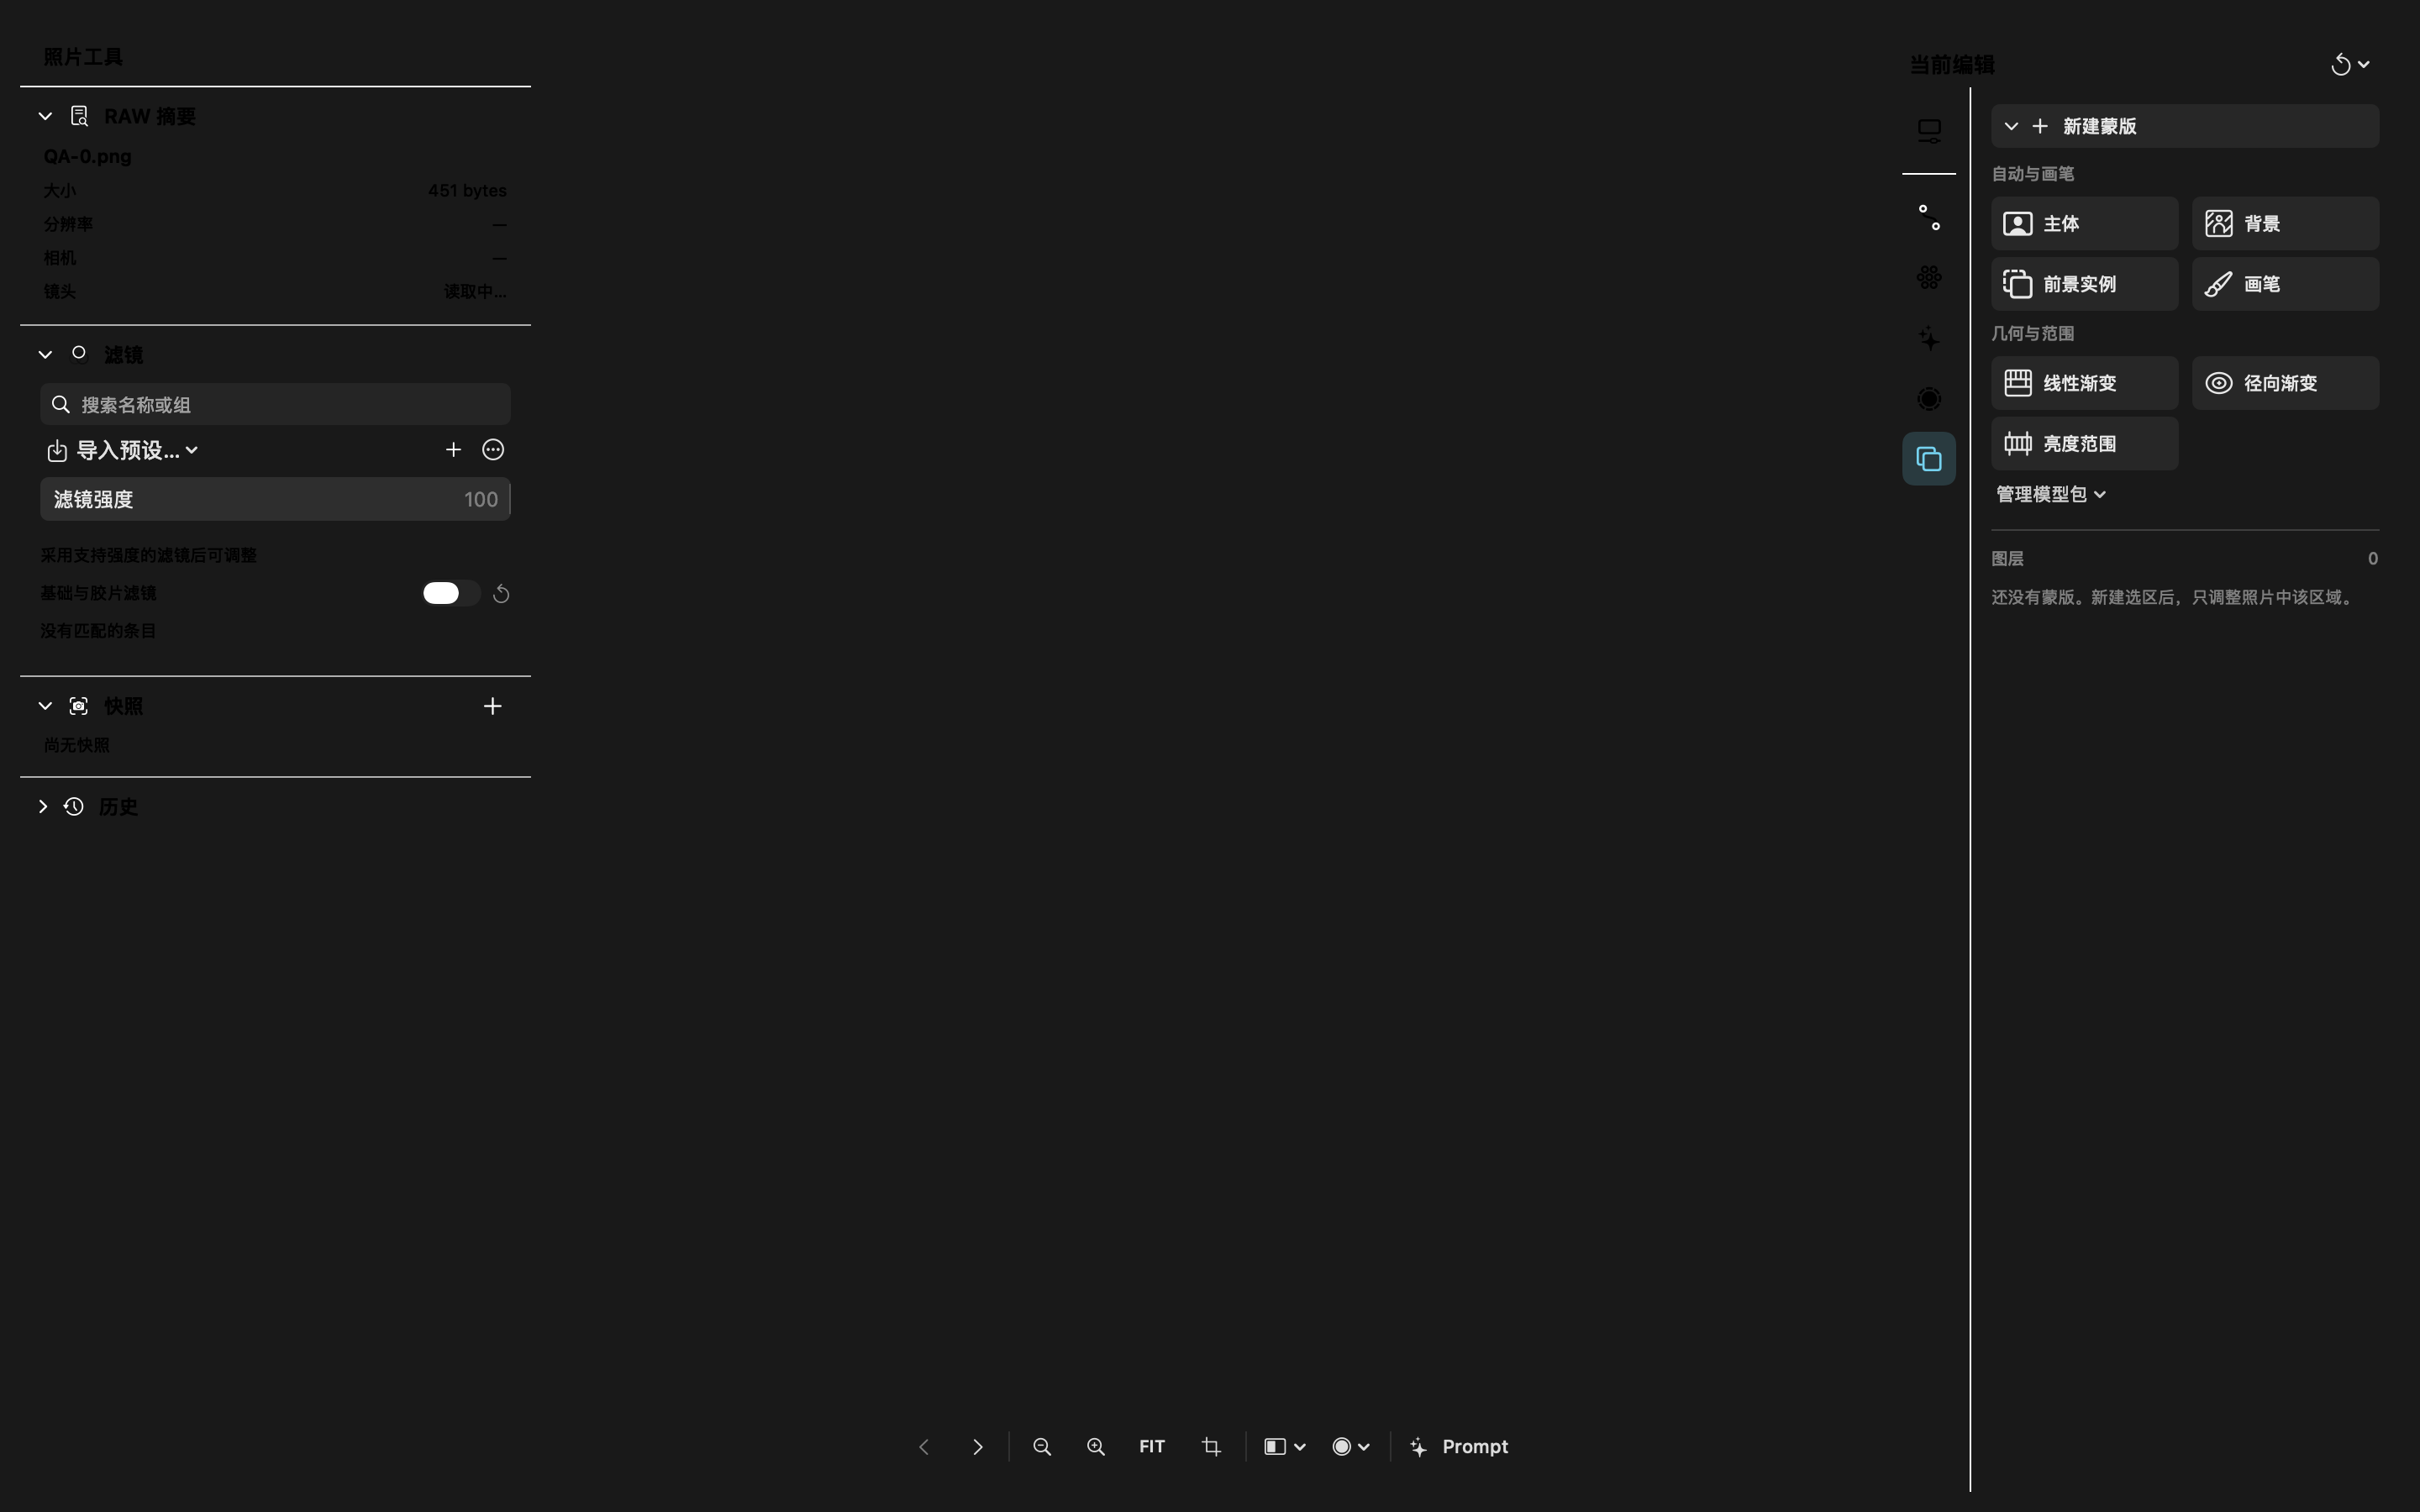 照片工具
RAW 摘要
QA-0.png
大小 451 bytes
分辨率 —
相机 —
镜头 读取中...
滤镜
搜索名称或组
导入预设...
滤镜强度 100
采用支持强度的滤镜后可调整
基础与胶片滤镜
没有匹配的条目
快照
尚无快照
历史
FIT
Prompt
当前编辑
新建蒙版
自动与画笔
主体 背景
前景实例 画笔
几何与范围
线性渐变 径向渐变
亮度范围
管理模型包
图层 0
还没有蒙版。新建选区后，只调整照片中该区域。